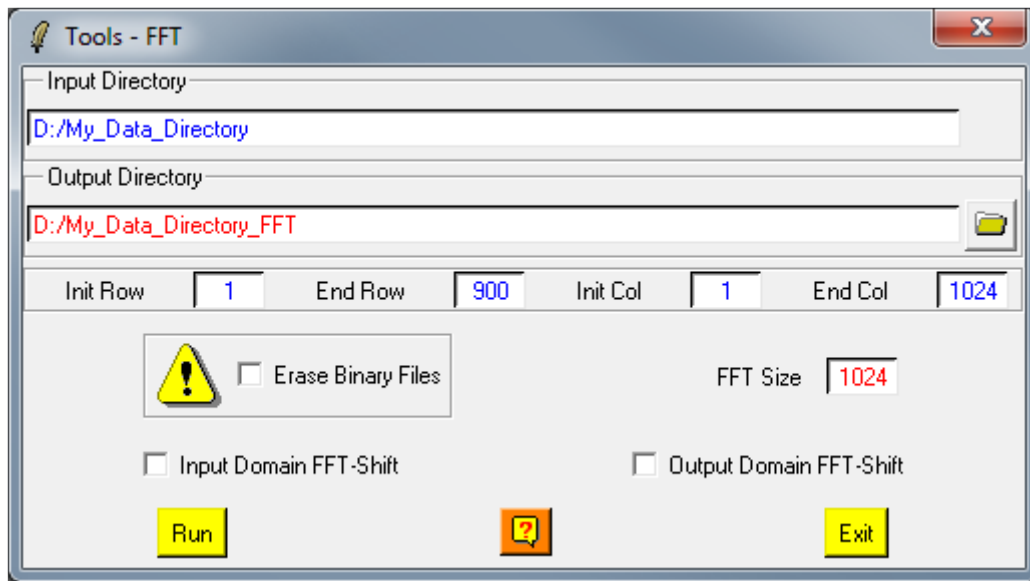 Tools - FFT
x
Input Directory
D:/My_Data_Directory
Output Directory
D:/My_Data_Directory_FFT
Init Row 1 End Row 900 Init Col 1 End Col 1024
! Erase Binary Files FFT Size 1024
Input Domain FFT-Shift Output Domain FFT-Shift
Run ? Exit